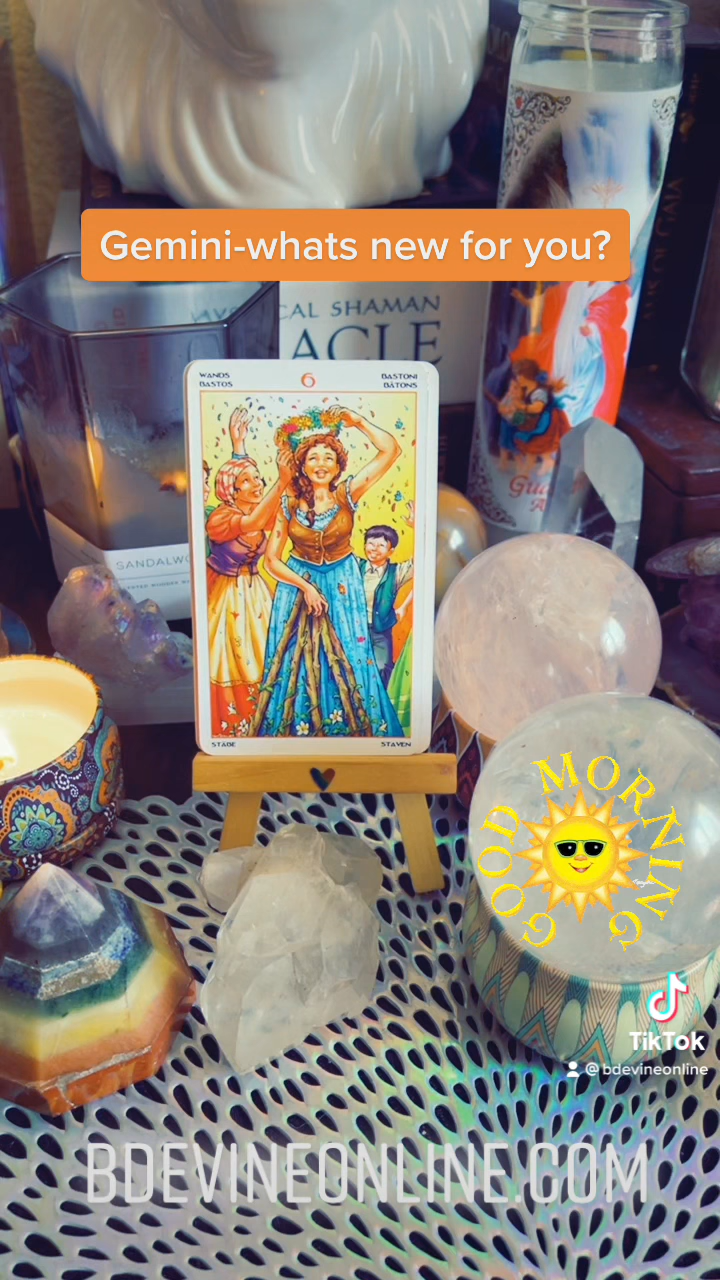 Gemini-whats new for you?
CAL SHAMAN
ACLE
WANDS
BASTOS
6
BASTONI
BÂTONS
SANDALWO
STÄBE
STAVEN
GOOD MORNING
TikTok
@bdevineonline
BDEVINEONLINE.COM